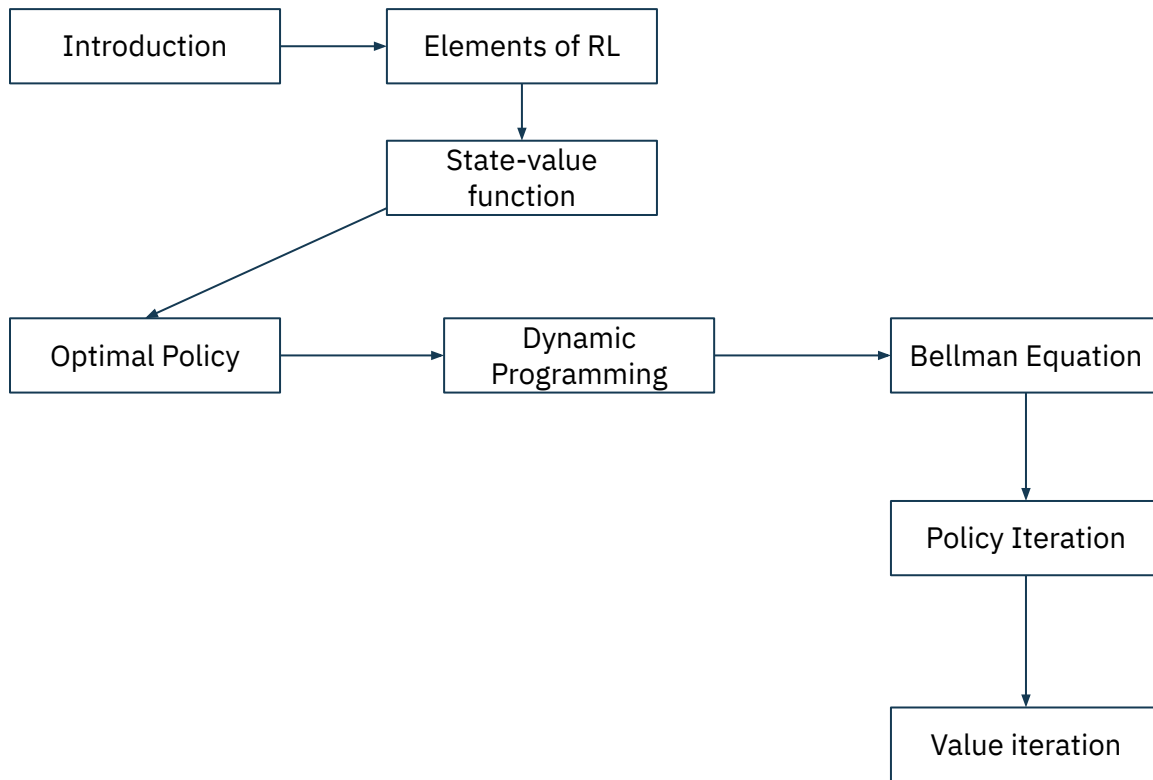 Introduction
Elements of RL
State-value
function
Optimal Policy
Dynamic
Programming
Bellman Equation
Policy Iteration
Value iteration